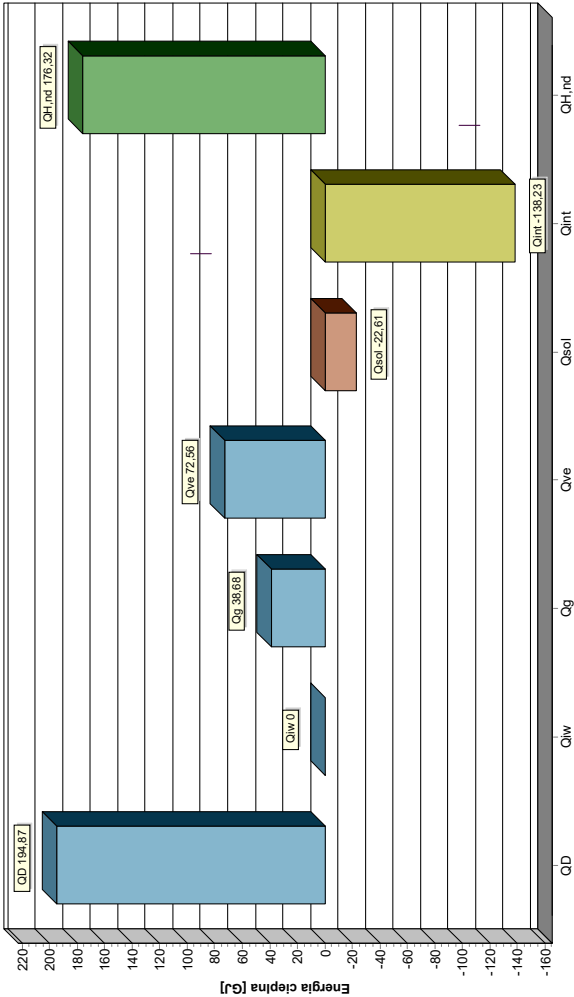 Energia cieplna [GJ]
220
200
180
160
140
120
100
80
60
40
20
0
-20
-40
-60
-80
-100
-120
-140
-160
QD 194,87
Qiw 0
Qg 38,68
Qve 72,56
Qsol -22,61
Qint -138,23
QH,nd 176,32
QD
Qiw
Qg
Qve
Qsol
Qint
QH,nd